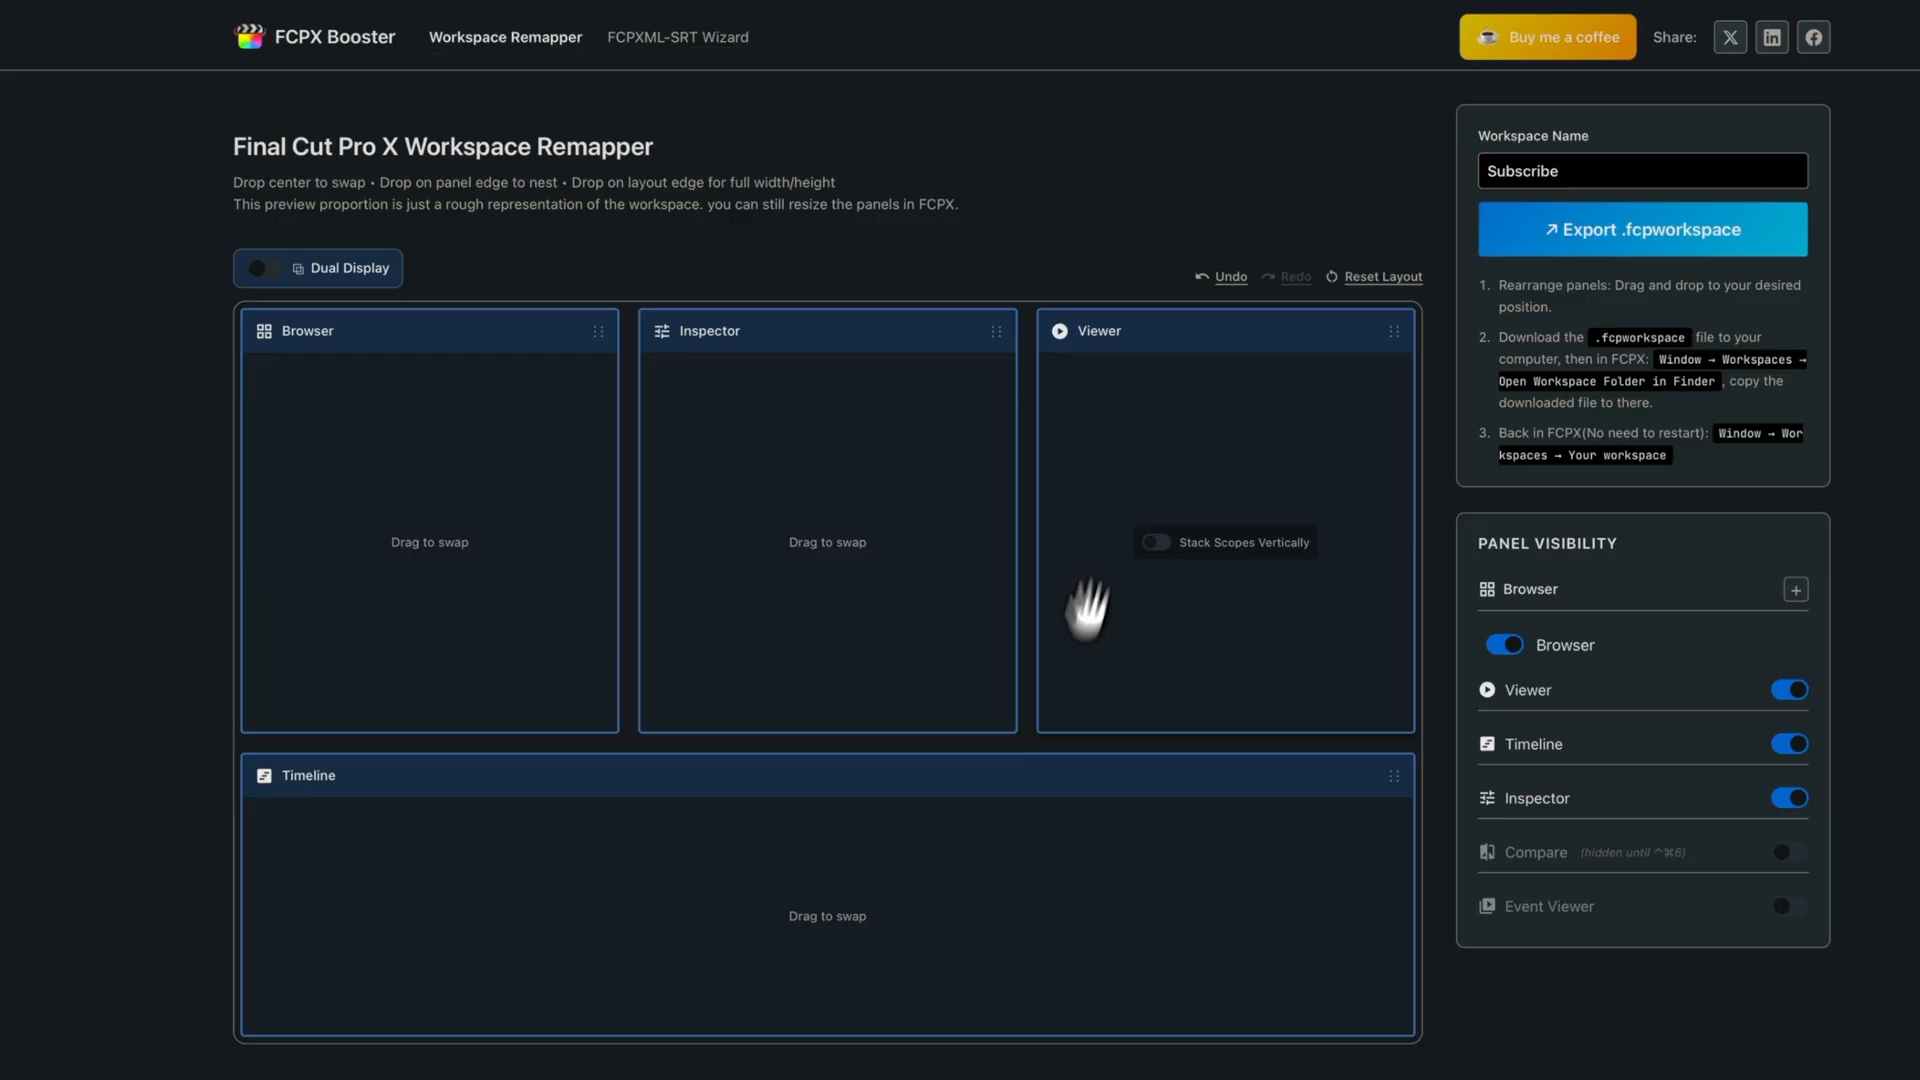 FCPX Booster
Workspace Remapper
FCPXML-SRT Wizard
Buy me a coffee
Share:
Final Cut Pro X Workspace Remapper
Drop center to swap • Drop on panel edge to nest • Drop on layout edge for full width/height
This preview proportion is just a rough representation of the workspace. you can still resize the panels in FCPX.
Dual Display
Undo
Redo
Reset Layout
Browser
Inspector
Viewer
Drag to swap
Drag to swap
Stack Scopes Vertically
Timeline
Drag to swap
Workspace Name
Subscribe
↗ Export .fcpworkspace
1. Rearrange panels: Drag and drop to your desired
position.
2. Download the .fcpworkspace file to your
computer, then in FCPX: Window → Workspaces →
Open Workspace Folder in Finder , copy the
downloaded file to there.
3. Back in FCPX(No need to restart): Window → Wor
kspaces → Your workspace
PANEL VISIBILITY
Browser
Browser
Viewer
Timeline
Inspector
Compare (hidden until ^⌘6)
Event Viewer